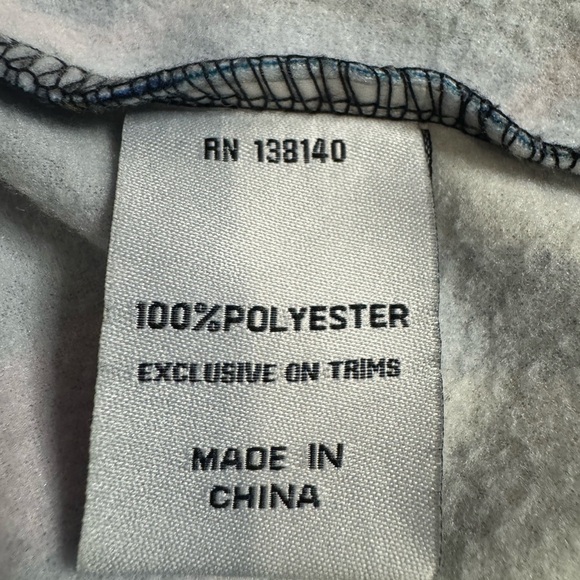 RN 138140
100%POLYESTER
EXCLUSIVE ON TRIMS
MADE IN
CHINA